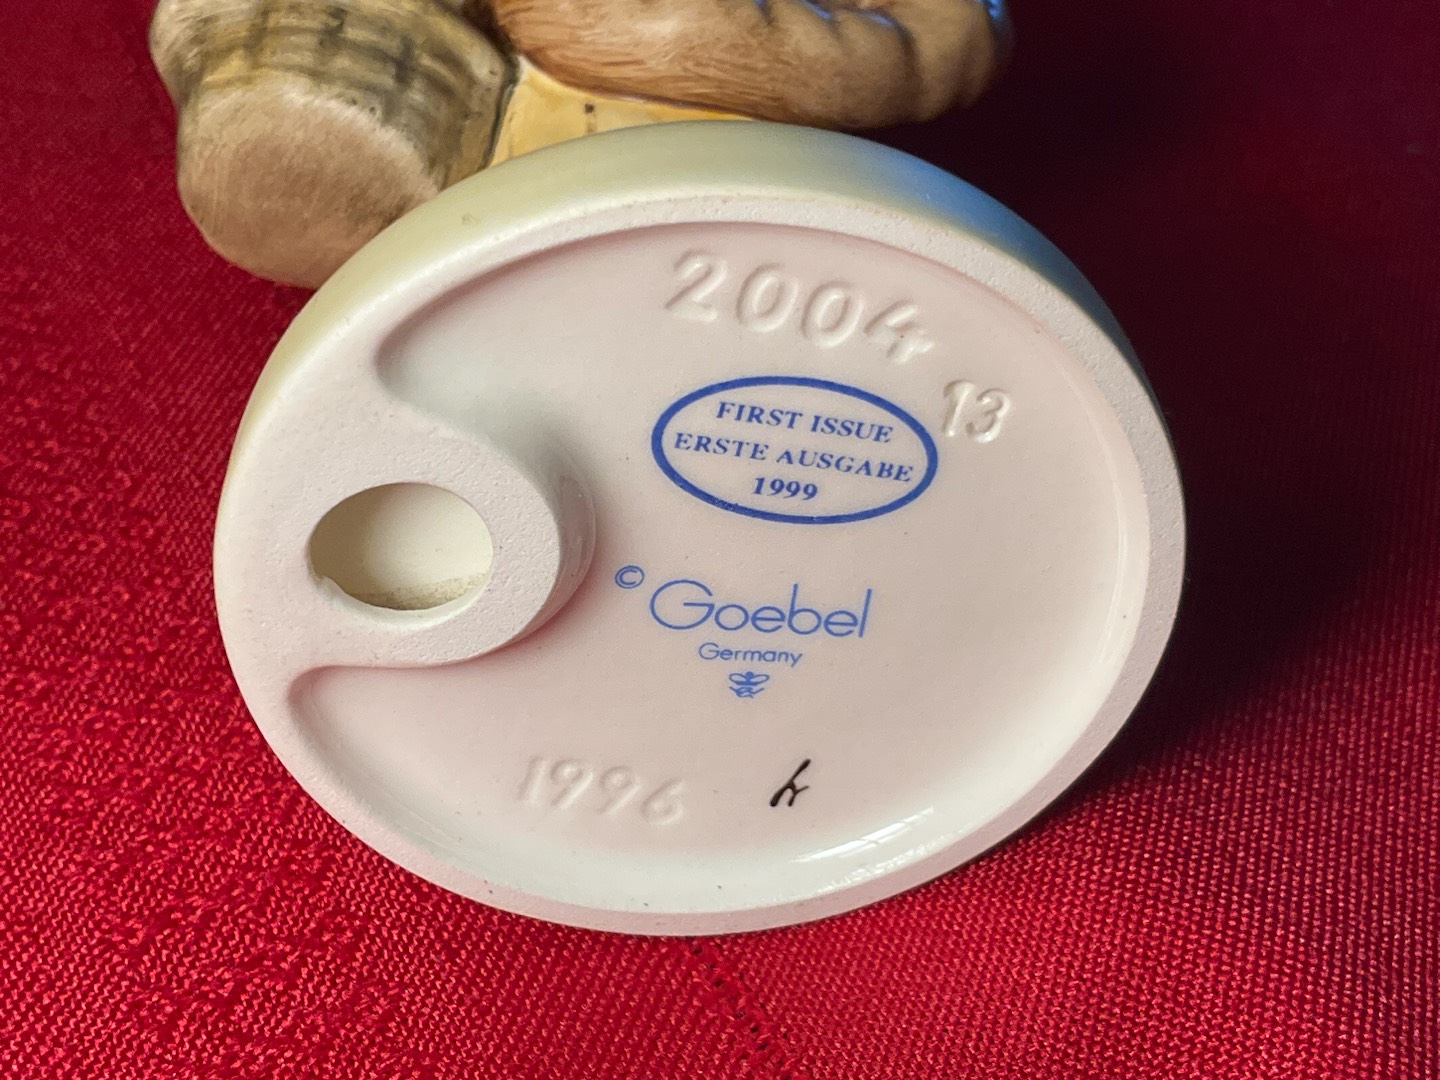 2004
13
FIRST ISSUE
ERSTE AUSGABE
1999
© Goebel
Germany
1996